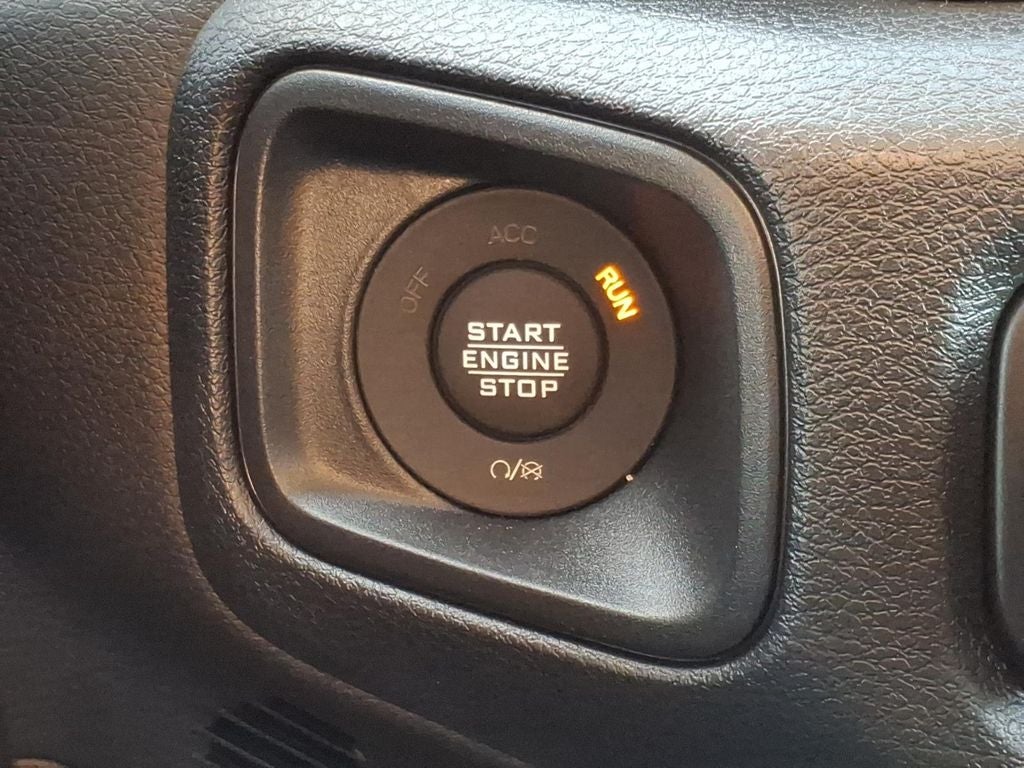 ACC
OFF
RUN
START
ENGINE
STOP